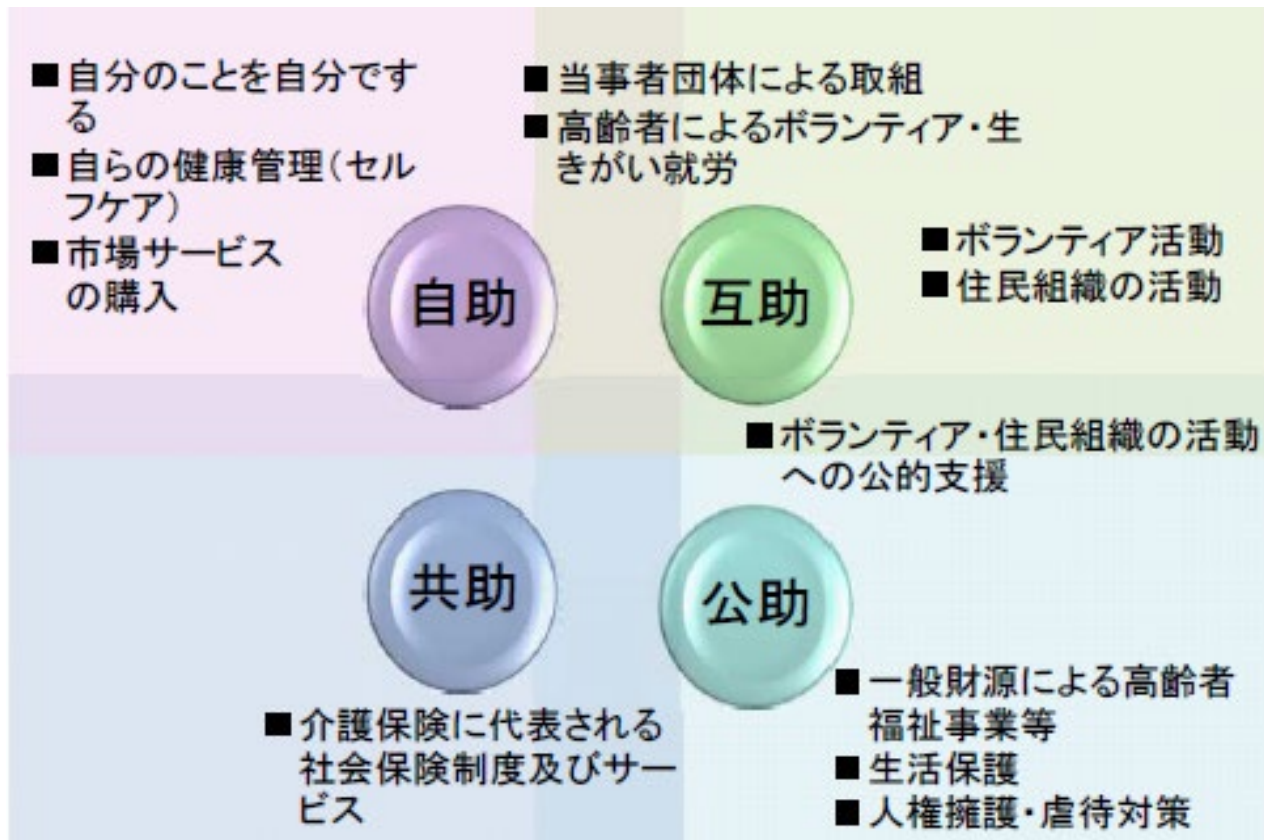 ■ 自分のことを自分です
る
■ 自らの健康管理(セル
フケア)
■ 市場サービス
の購入
■ 当事者団体による取組
■ 高齢者によるボランティア・生
きがい就労
■ ボランティア活動
■ 住民組織の活動
自助
互助
■ ボランティア・住民組織の活動
への公的支援
共助
公助
■ 介護保険に代表される
社会保険制度及びサー
ビス
■ 一般財源による高齢者
福祉事業等
■ 生活保護
■ 人権擁護・虐待対策